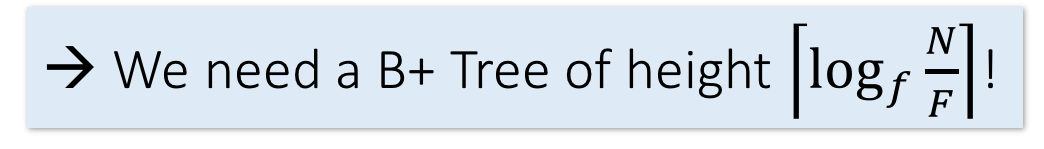 → We need a B+ Tree of height ⌈log_f N/F⌉!